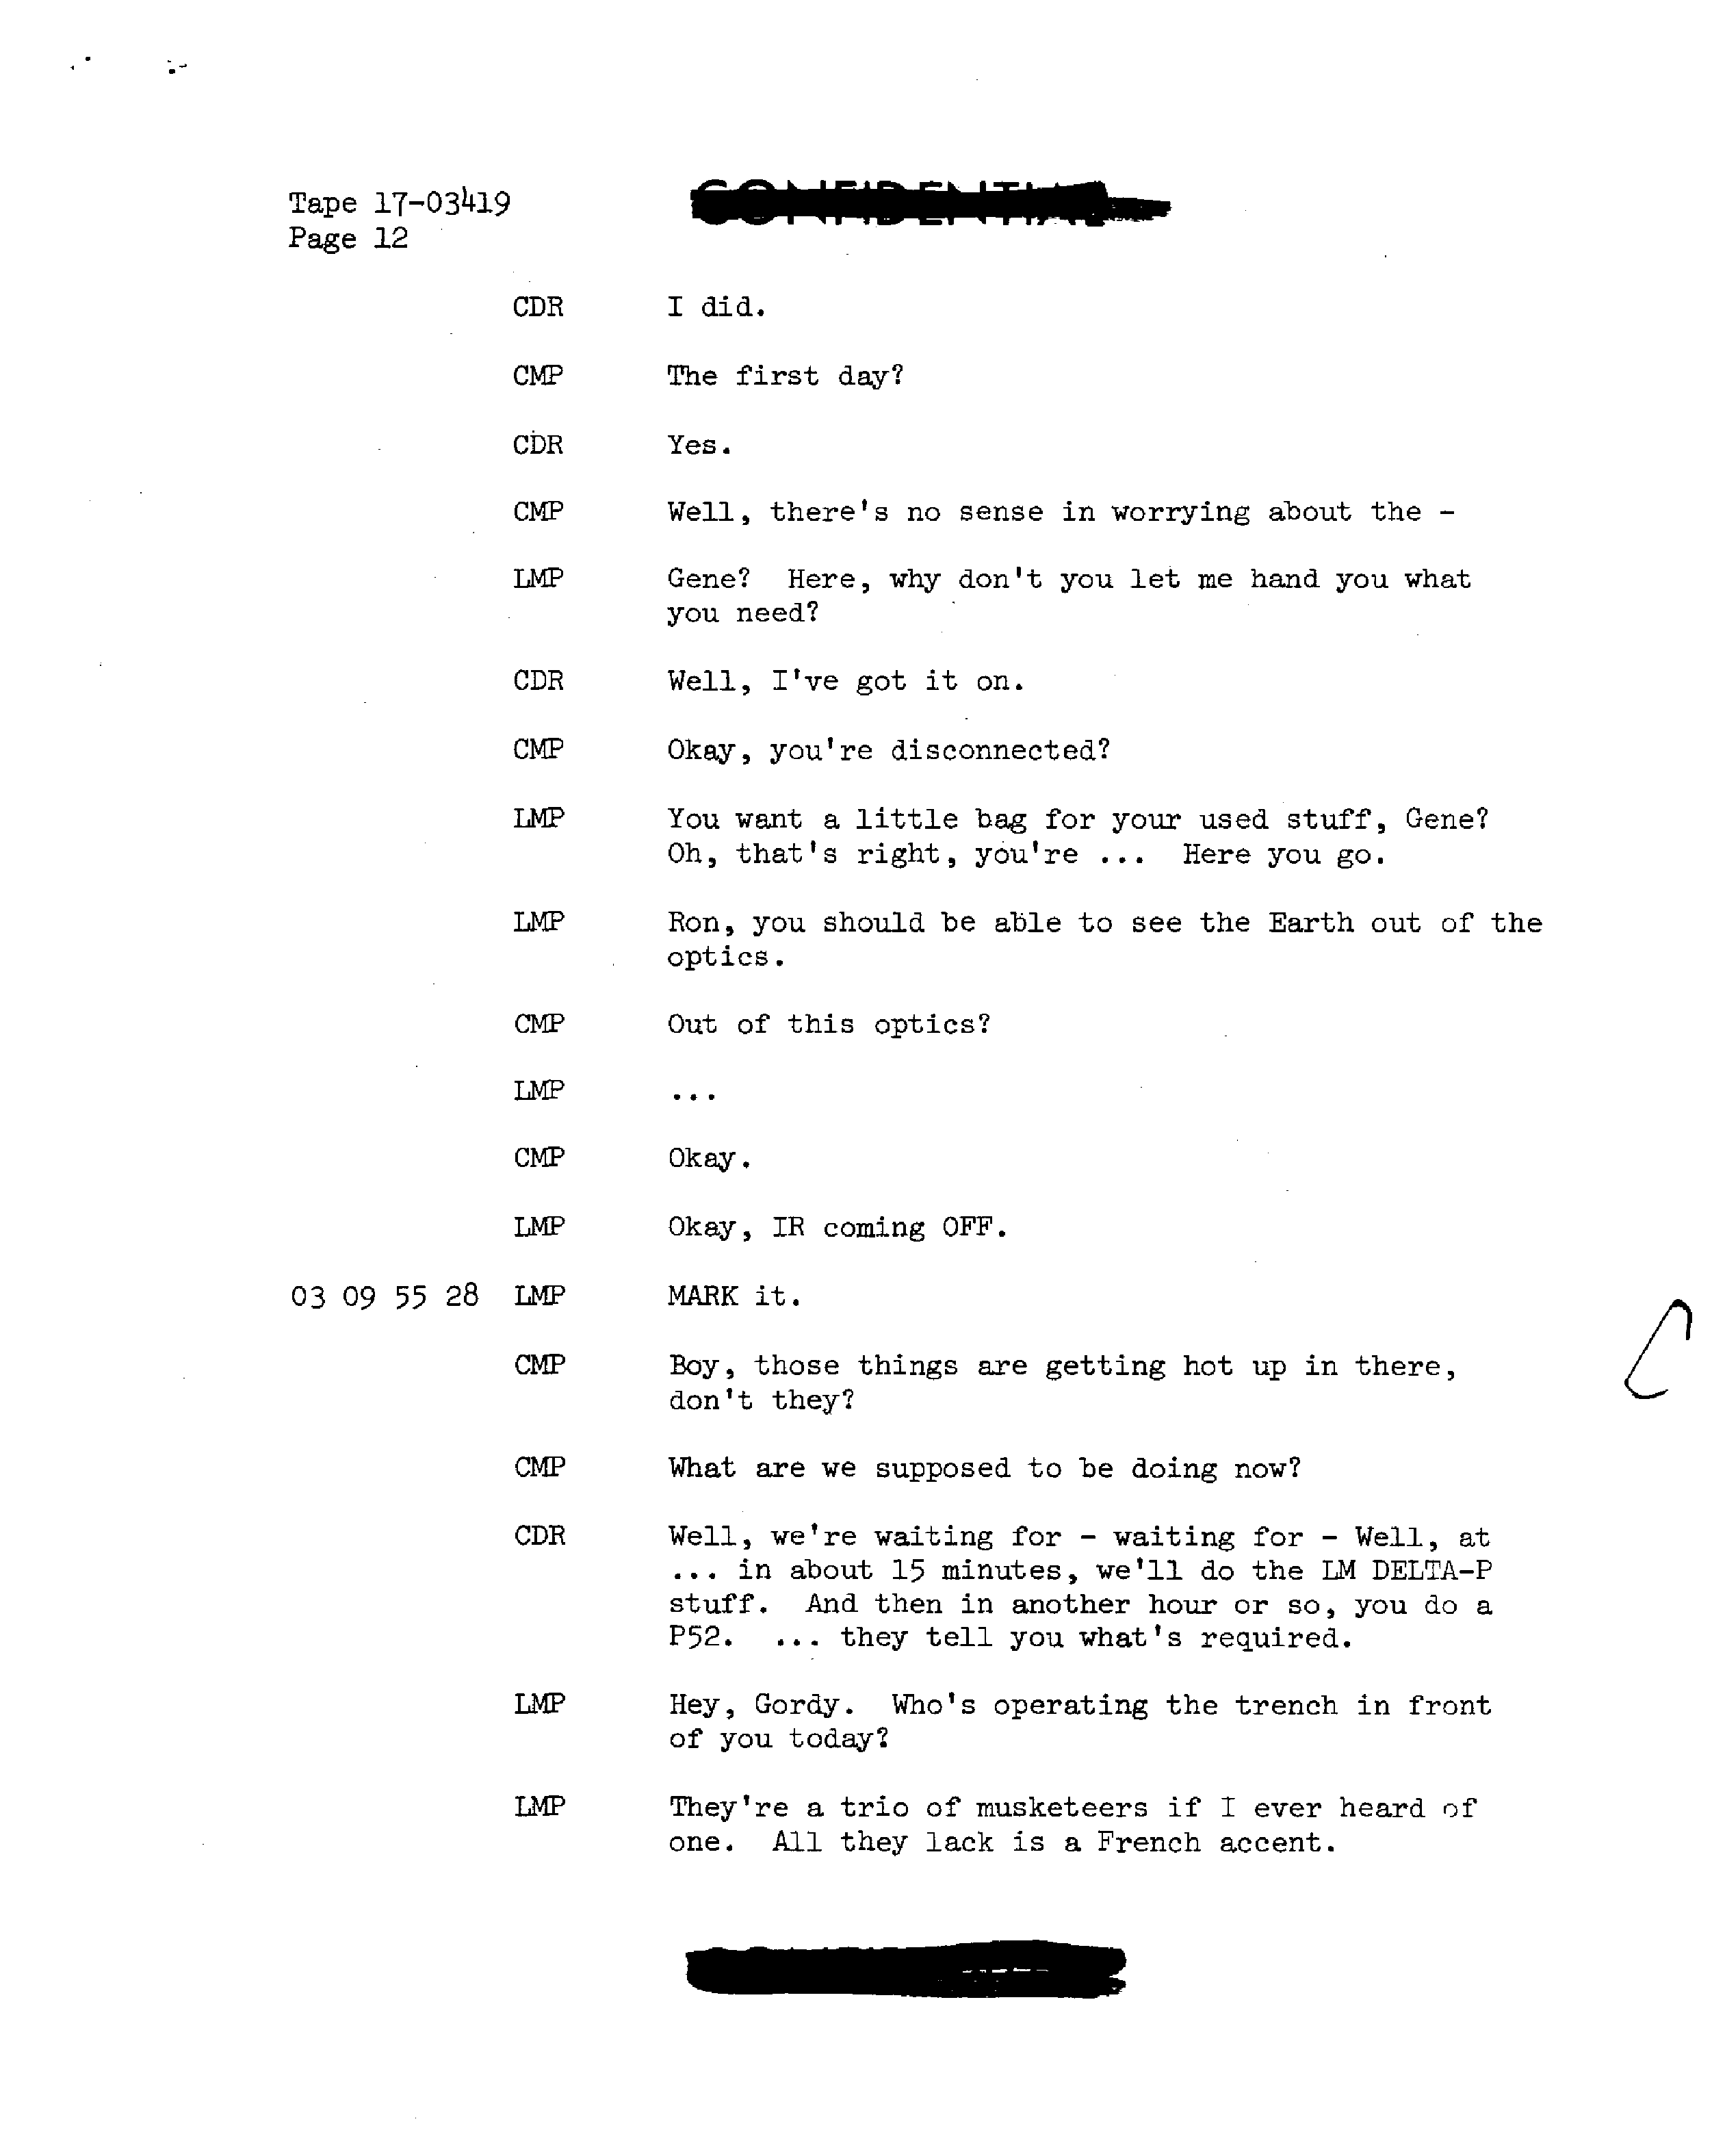 Tape 17-03419
CONFIDENTIAL
Page 12
CDR I did.
CMP The first day?
CDR Yes.
CMP Well, there's no sense in worrying about the -
LMP Gene? Here, why don't you let me hand you what
you need?
CDR Well, I've got it on.
CMP Okay, you're disconnected?
LMP You want a little bag for your used stuff, Gene?
Oh, that's right, you're ... Here you go.
LMP Ron, you should be able to see the Earth out of the
optics.
CMP Out of this optics?
LMP ...
CMP Okay.
LMP Okay, IR coming OFF.
03 09 55 28 LMP MARK it.
CMP Boy, those things are getting hot up in there,
don't they?
CMP What are we supposed to be doing now?
CDR Well, we're waiting for - waiting for - Well, at
... in about 15 minutes, we'll do the LM DELTA-P
stuff. And then in another hour or so, you do a
P52. ... they tell you what's required.
LMP Hey, Gordy. Who's operating the trench in front
of you today?
LMP They're a trio of musketeers if I ever heard of
one. All they lack is a French accent.